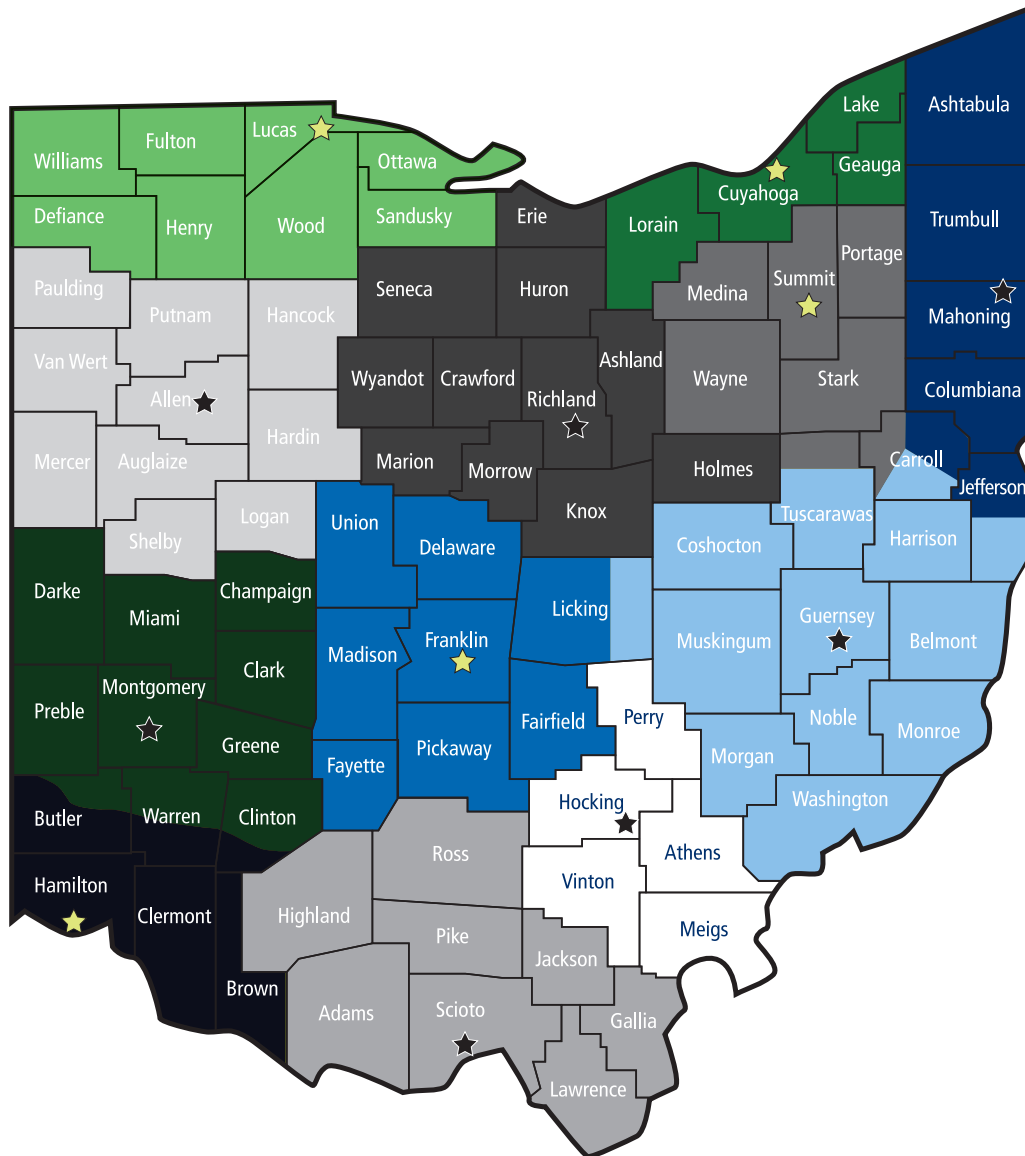 Lake
Ashtabula
Fulton
Lucas
Williams
Ottawa
Geauga
Cuyahoga
Defiance
Henry
Wood
Sandusky
Erie
Lorain
Trumbull
Portage
Paulding
Putnam
Hancock
Seneca
Huron
Medina
Summit
Mahoning
Van Wert
Allen
Wyandot
Crawford
Richland
Ashland
Wayne
Stark
Columbiana
Mercer
Auglaize
Hardin
Marion
Morrow
Holmes
Carroll
Jefferson
Logan
Union
Knox
Tuscarawas
Shelby
Delaware
Coshocton
Harrison
Darke
Miami
Champaign
Licking
Guernsey
Franklin
Madison
Muskingum
Belmont
Clark
Montgomery
Preble
Greene
Pickaway
Fairfield
Perry
Noble
Monroe
Fayette
Morgan
Butler
Warren
Clinton
Hocking
Washington
Ross
Athens
Hamilton
Vinton
Clermont
Highland
Pike
Jackson
Meigs
Brown
Adams
Scioto
Gallia
Lawrence